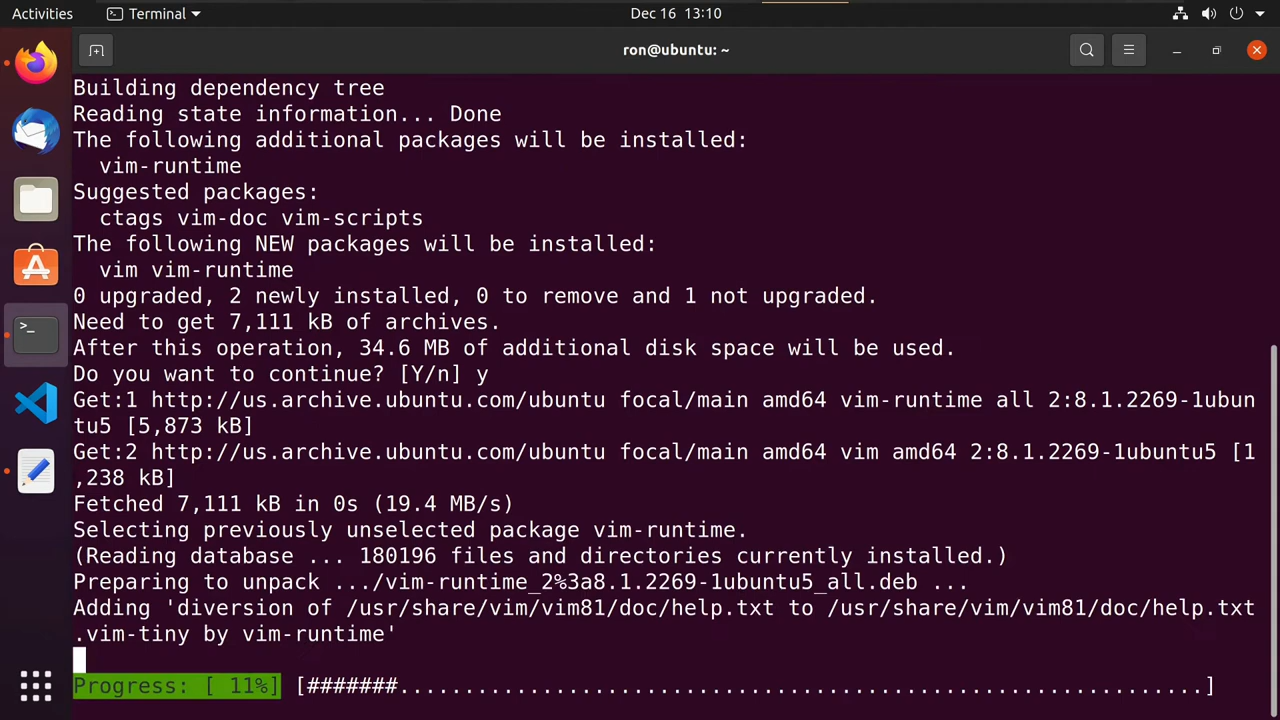 Activities
Terminal
Dec 16 13:10
ron@ubuntu: ~
Building dependency tree
Reading state information... Done
The following additional packages will be installed:
vim-runtime
Suggested packages:
ctags vim-doc vim-scripts
The following NEW packages will be installed:
vim vim-runtime
0 upgraded, 2 newly installed, 0 to remove and 1 not upgraded.
Need to get 7,111 kB of archives.
After this operation, 34.6 MB of additional disk space will be used.
Do you want to continue? [Y/n] y
Get:1 http://us.archive.ubuntu.com/ubuntu focal/main amd64 vim-runtime all 2:8.1.2269-1ubun
tu5 [5,873 kB]
Get:2 http://us.archive.ubuntu.com/ubuntu focal/main amd64 vim amd64 2:8.1.2269-1ubuntu5 [1
,238 kB]
Fetched 7,111 kB in 0s (19.4 MB/s)
Selecting previously unselected package vim-runtime.
(Reading database ... 180196 files and directories currently installed.)
Preparing to unpack .../vim-runtime_2%3a8.1.2269-1ubuntu5_all.deb ...
Adding 'diversion of /usr/share/vim/vim81/doc/help.txt to /usr/share/vim/vim81/doc/help.txt
.vim-tiny by vim-runtime'
Progress: [ 11%] [#######..............................................................]